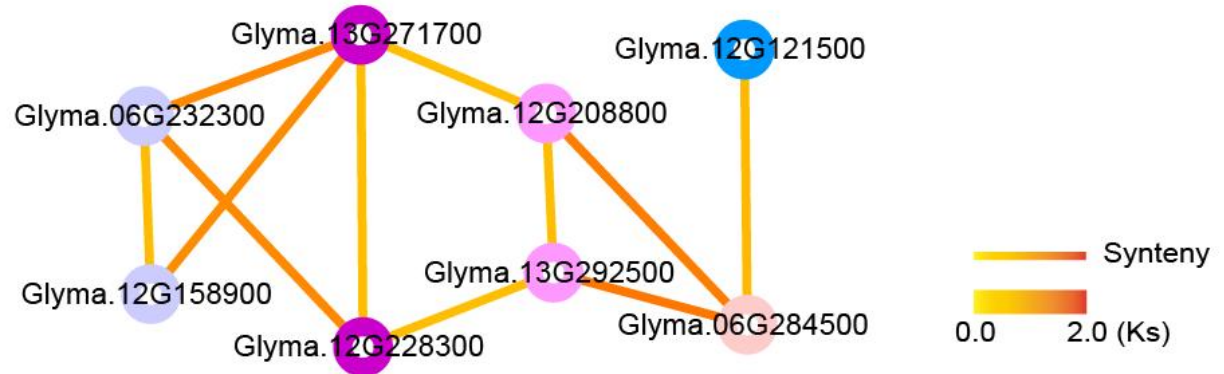 Glyma.13G271700
Glyma.12G121500
Glyma.06G232300
Glyma.12G208800
Glyma.12G158900
Glyma.13G292500
Glyma.12G228300
Glyma.06G284500
Synteny
0.0 2.0 (Ks)